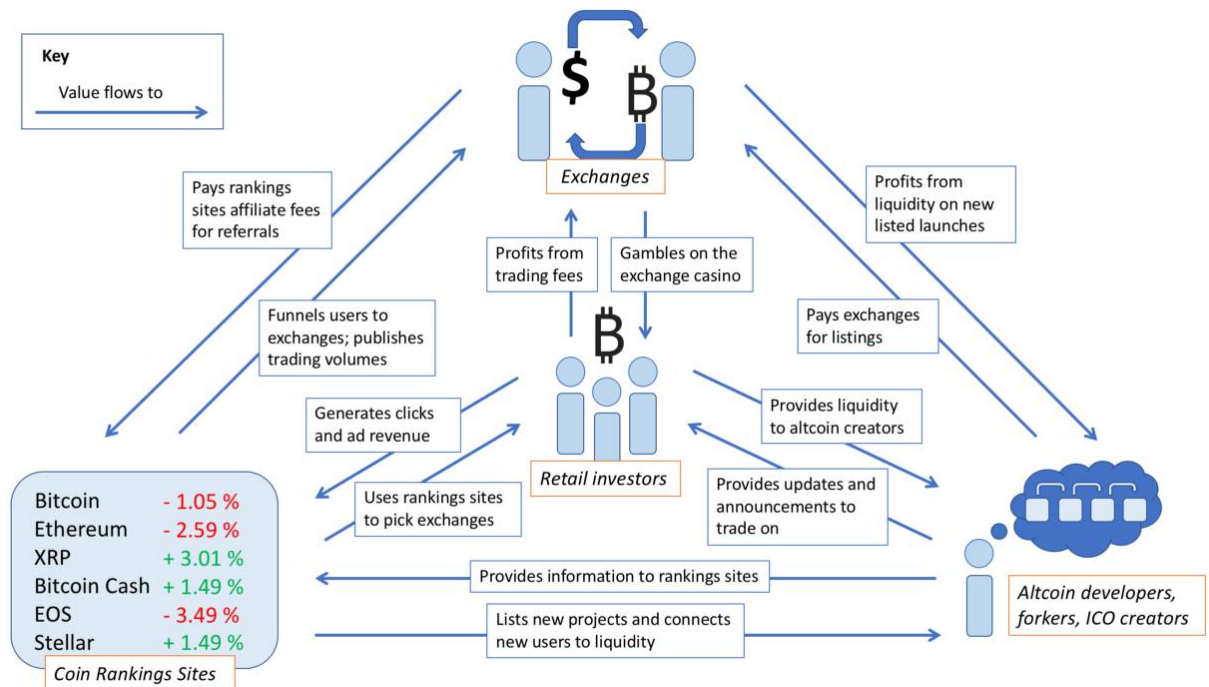 Key
Value flows to
$
₿
Exchanges
Pays rankings
sites affiliate fees
for referrals
Profits from
liquidity on new
listed launches
Profits from
trading fees
Gambles on the
exchange casino
Funnels users to
exchanges; publishes
trading volumes
Pays exchanges
for listings
₿
Generates clicks
and ad revenue
Provides liquidity
to altcoin creators
Retail investors
Uses rankings sites
to pick exchanges
Provides updates and
announcements to
trade on
Bitcoin - 1.05 %
Ethereum - 2.59 %
XRP + 3.01 %
Bitcoin Cash + 1.49 %
EOS - 3.49 %
Stellar + 1.49 %
Coin Rankings Sites
Provides information to rankings sites
Lists new projects and connects
new users to liquidity
Altcoin developers,
forkers, ICO creators